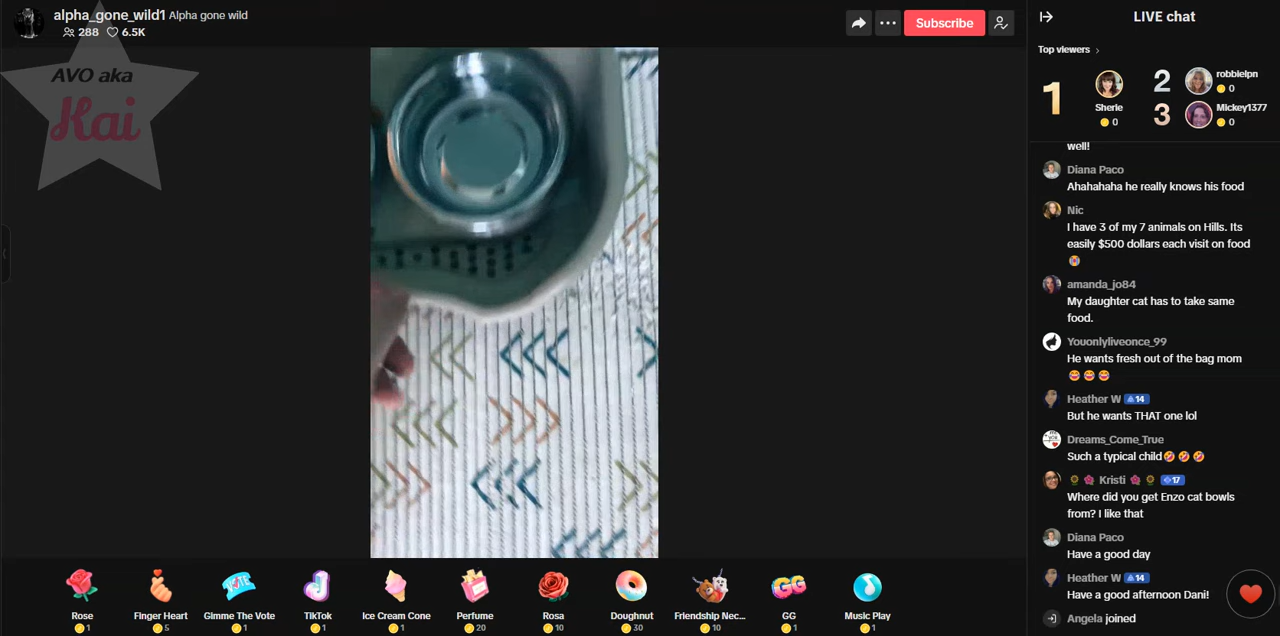 alpha_gone_wild1 Alpha gone wild
288 6.5K
Subscribe
AVO aka
Kai
LIVE chat
Top viewers
1
Sherie
0
2
robbielpn
0
3
Mickey1377
0
well!
Diana Paco
Ahahahaha he really knows his food
Nic
I have 3 of my 7 animals on Hills. Its
easily $500 dollars each visit on food
amanda_jo84
My daughter cat has to take same
food.
Youonlyliveonce_99
He wants fresh out of the bag mom
Heather W 14
But he wants THAT one lol
Dreams_Come_True
Such a typical child
Kristi 17
Where did you get Enzo cat bowls
from? I like that
Diana Paco
Have a good day
Heather W 14
Have a good afternoon Dani!
Angela joined
Rose
1
Finger Heart
5
VOTE
Gimme The Vote
1
TikTok
1
Ice Cream Cone
1
Perfume
20
Rosa
10
Doughnut
30
Friendship Nec...
10
GG
GG
1
Music Play
1